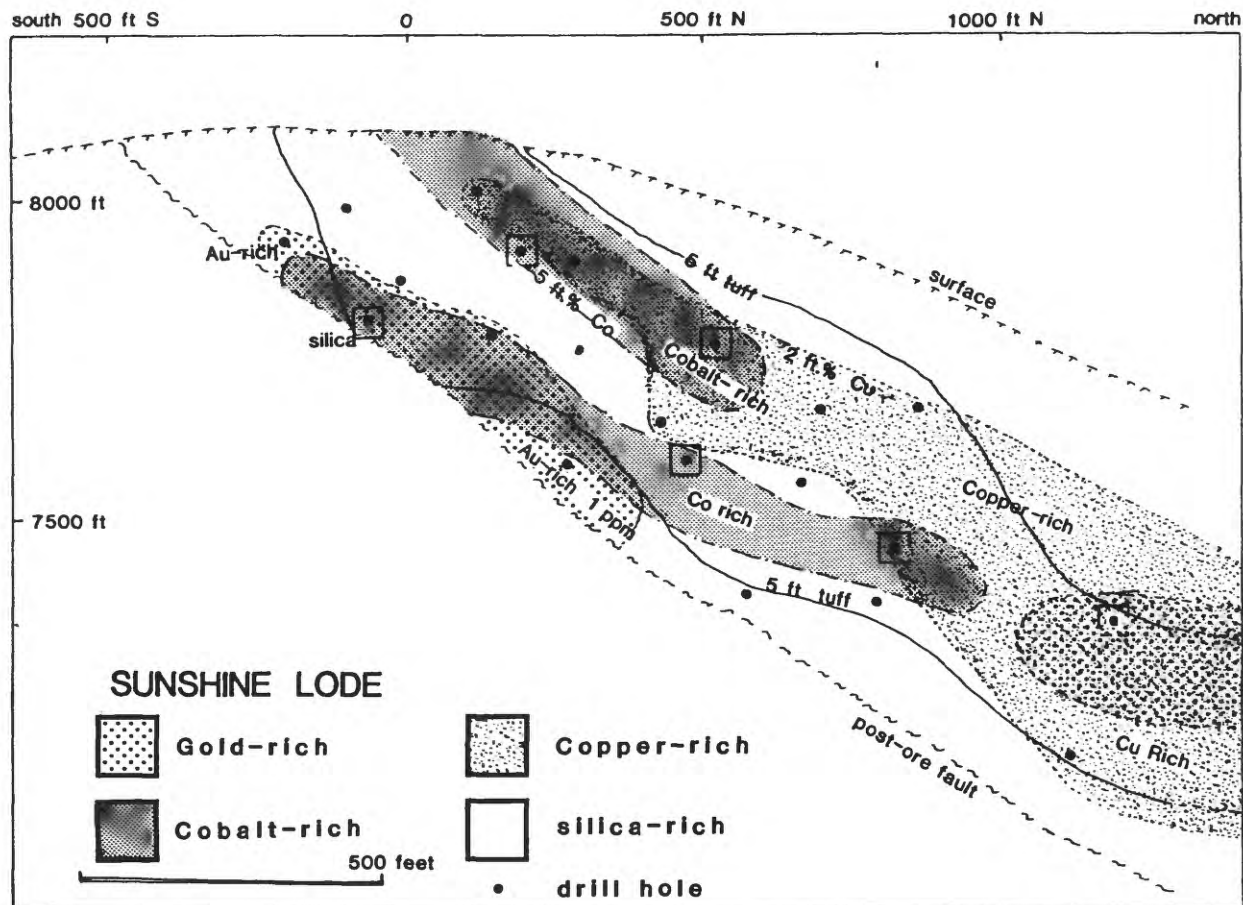 south 500 ft S 0 500 ft N 1000 ft N north
8000 ft
Au-rich
6 ft tuff
surface
5 ft.% Co
silica
2 ft.% Cu
Cobalt-rich
Au-rich 1 ppm
Co rich
Copper-rich
7500 ft
5 ft tuff
post-ore fault
Cu Rich
SUNSHINE LODE
Gold-rich
Copper-rich
Cobalt-rich
silica-rich
500 feet
drill hole